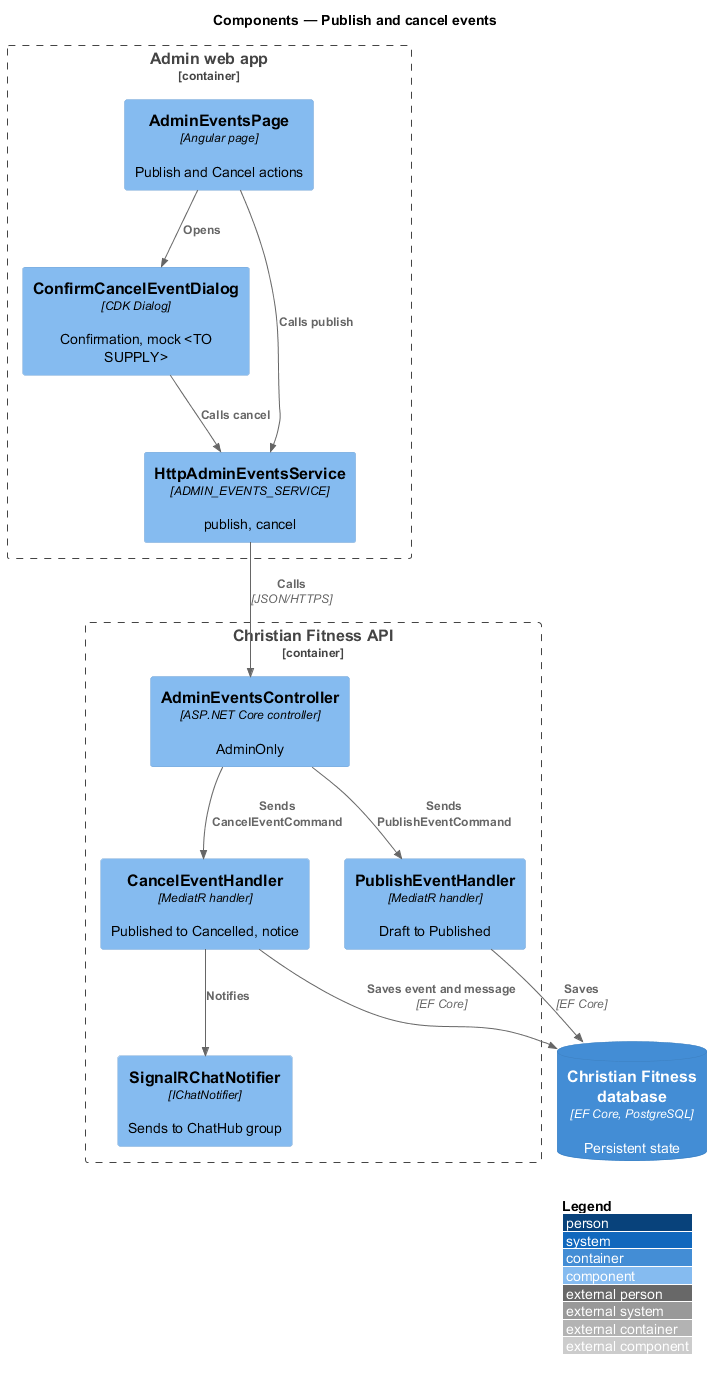 Components — Publish and cancel events
Admin web app
[container]
AdminEventsPage
[Angular page]
Publish and Cancel actions
Opens
ConfirmCancelEventDialog
[CDK Dialog]
Confirmation, mock <TO
SUPPLY>
Calls publish
Calls cancel
HttpAdminEventsService
[ADMIN_EVENTS_SERVICE]
publish, cancel
Calls
[JSON/HTTPS]
Christian Fitness API
[container]
AdminEventsController
[ASP.NET Core controller]
AdminOnly
Sends
CancelEventCommand
Sends
PublishEventCommand
CancelEventHandler
[MediatR handler]
Published to Cancelled, notice
PublishEventHandler
[MediatR handler]
Draft to Published
Notifies
Saves event and message
[EF Core]
Saves
[EF Core]
SignalRChatNotifier
[IChatNotifier]
Sends to ChatHub group
Christian Fitness
database
[EF Core, PostgreSQL]
Persistent state
Legend
person
system
container
component
external person
external system
external container
external component